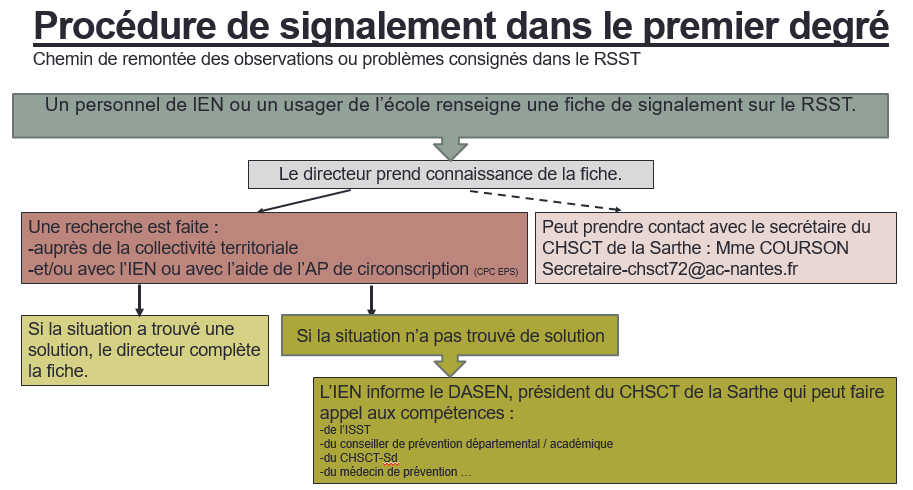 Procédure de signalement dans le premier degré
Chemin de remontée des observations ou problèmes consignés dans le RSST
Un personnel de IEN ou un usager de l’école renseigne une fiche de signalement sur le RSST.
Le directeur prend connaissance de la fiche.
Une recherche est faite :
-auprès de la collectivité territoriale
-et/ou avec l’IEN ou avec l’aide de l’AP de circonscription (CPC EPS)
Peut prendre contact avec le secrétaire du
CHSCT de la Sarthe : Mme COURSON
Secretaire-chsct72@ac-nantes.fr
Si la situation a trouvé une
solution, le directeur complète
la fiche.
Si la situation n’a pas trouvé de solution
L’IEN informe le DASEN, président du CHSCT de la Sarthe qui peut faire
appel aux compétences :
-de l’ISST
-du conseiller de prévention départemental / académique
-du CHSCT-Sd
-du médecin de prévention …